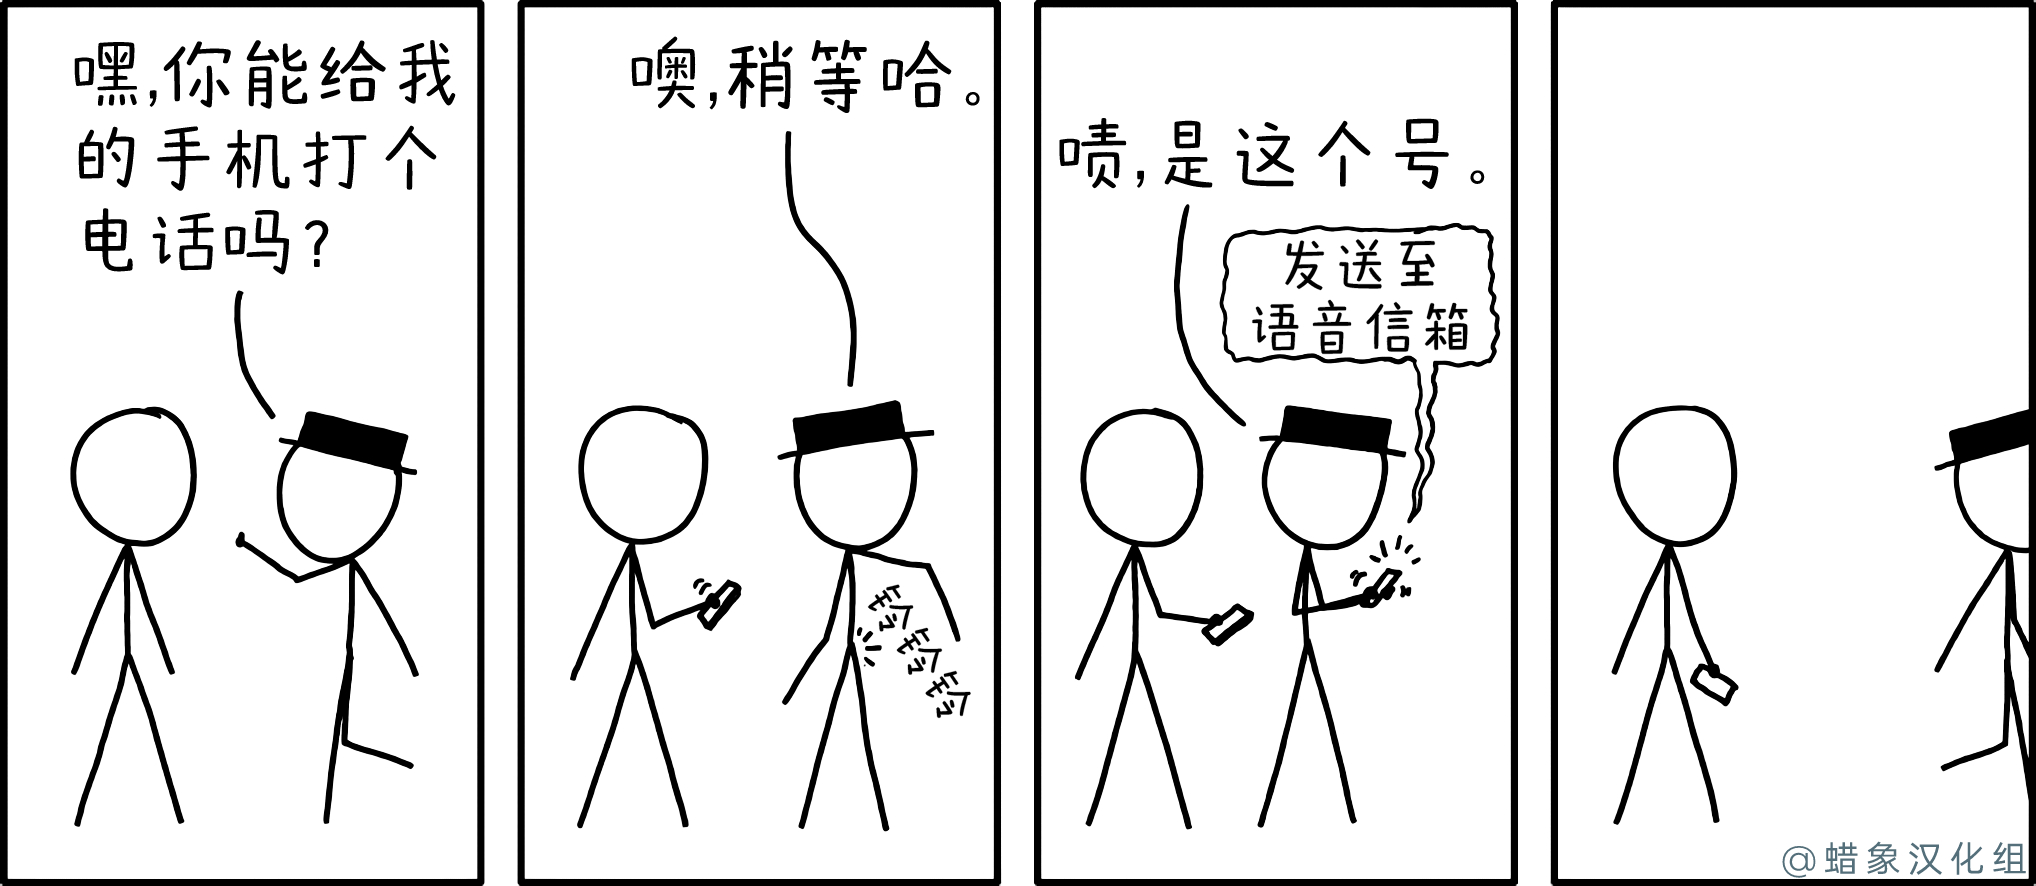 嘿,你能给我
的手机打个
电话吗?
噢,稍等哈。
铃铃铃
啧,是这个号。
发送至
语音信箱
@蜡象汉化组